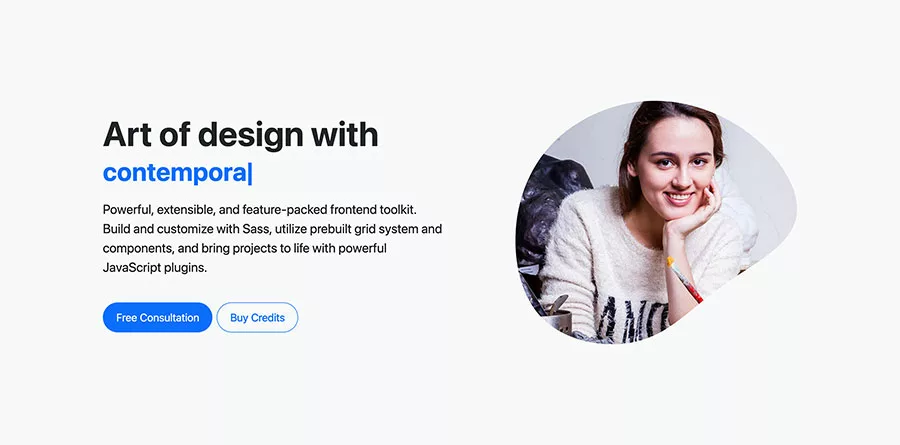 Art of design with
contempora|
Powerful, extensible, and feature-packed frontend toolkit.
Build and customize with Sass, utilize prebuilt grid system and
components, and bring projects to life with powerful
JavaScript plugins.
Free Consultation
Buy Credits